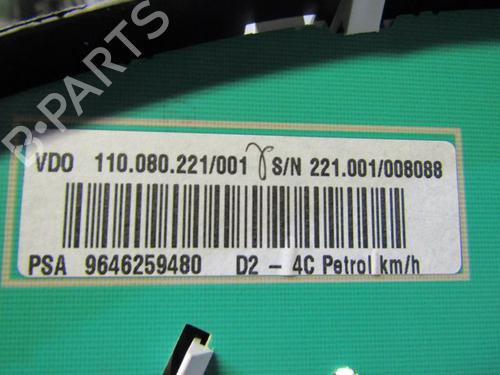 B-PARTS
VDO 110.080.221/001 S/N 221.001/008088
PSA 9646259480 D2 - 4C Petrol km/h